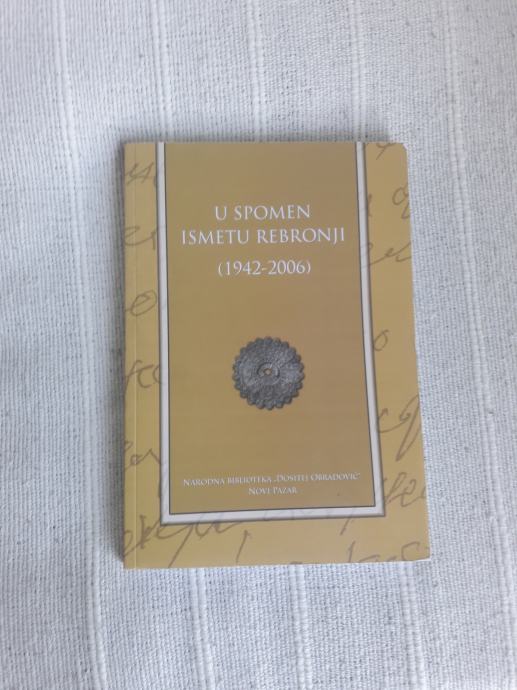 U SPOMEN
ISMETU REBRONJI
(1942-2006)
NARODNA BIBLIOTEKA „DOSITEJ OBRADOVIĆ“
NOVI PAZAR